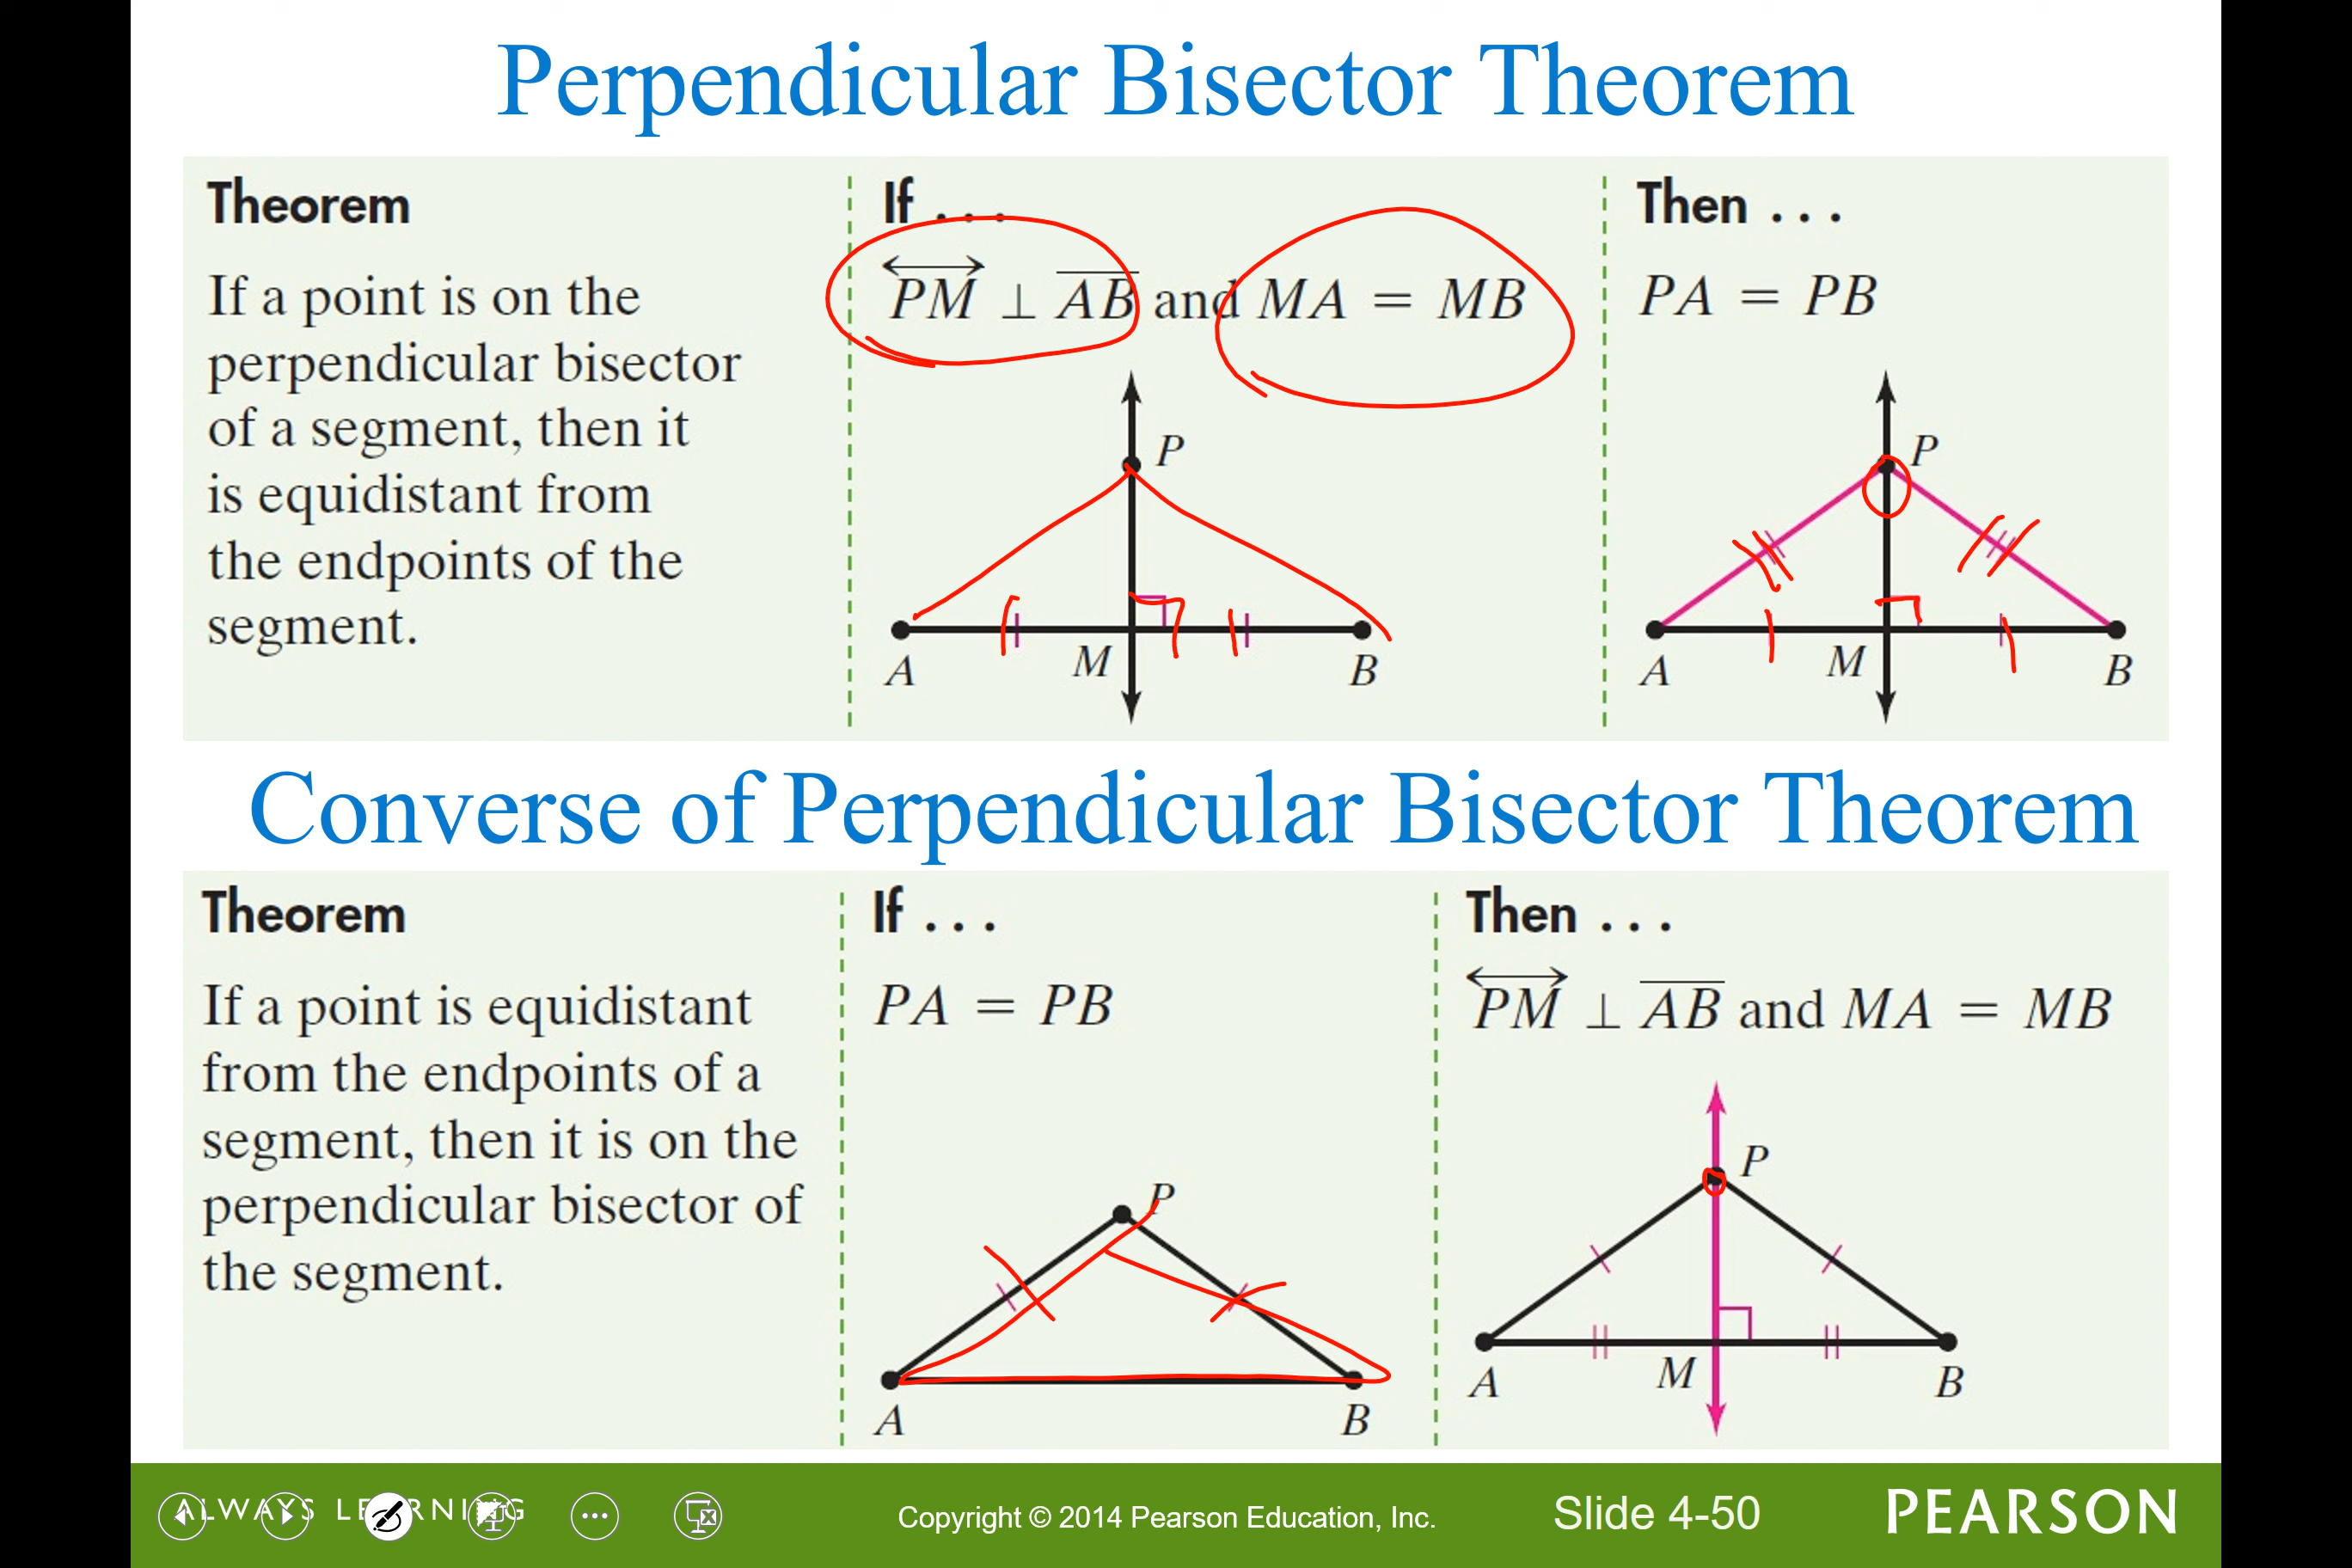 Perpendicular Bisector Theorem
Theorem
If a point is on the
perpendicular bisector
of a segment, then it
is equidistant from
the endpoints of the
segment.
If . . .
PM ⊥ AB and MA = MB
P
A
M
B
Then . . .
PA = PB
P
A
M
B
Converse of Perpendicular Bisector Theorem
Theorem
If a point is equidistant
from the endpoints of a
segment, then it is on the
perpendicular bisector of
the segment.
If . . .
PA = PB
P
A
B
Then . . .
PM ⊥ AB and MA = MB
P
A
M
B
ALWAYS LEARNING
Copyright © 2014 Pearson Education, Inc.
Slide 4-50
PEARSON